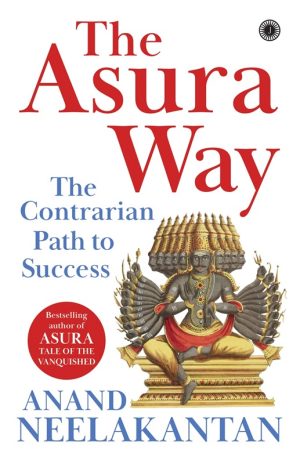 The
Asura
Way
The
Contrarian
Path to
Success
Bestselling
author of
ASURA
TALE OF THE
VANQUISHED
ANAND
NEELAKANTAN